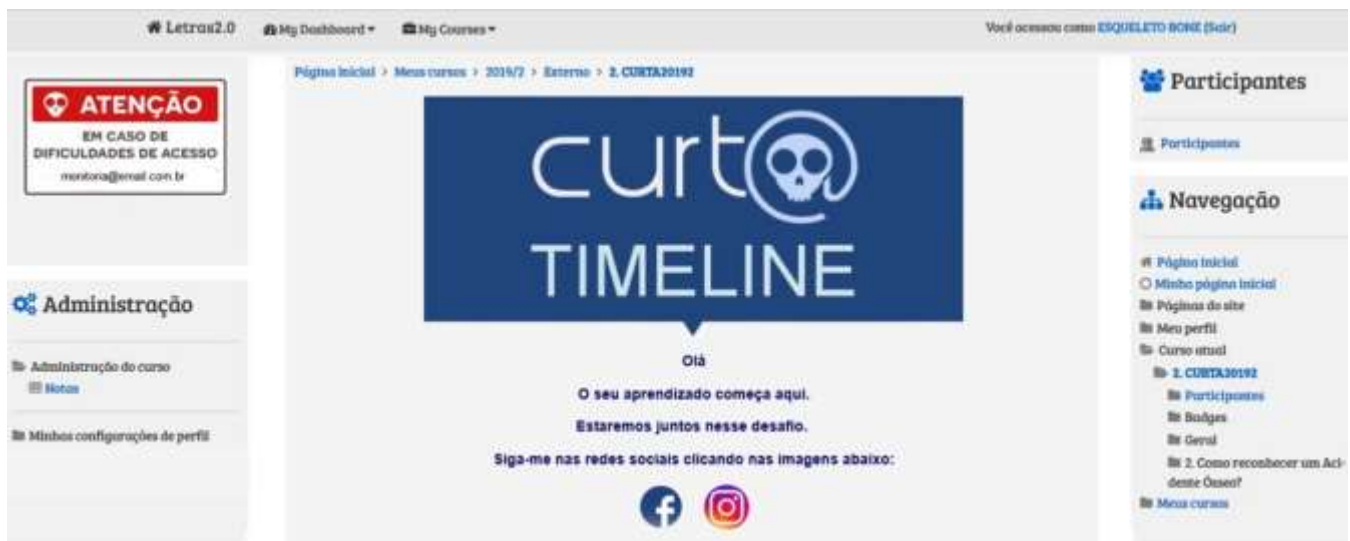 Letras2.0
My Dashboard
My Courses
Você acessou como ESQUELETO BONE (Sair)
ATENÇÃO
EM CASO DE
DIFICULDADES DE ACESSO
monitoria@email.com.br
Administração
Administração do curso
Notas
Minhas configurações de perfil
Página inicial > Meus cursos > 2019/2 > Externo > 2. CURTA20192
curt@
TIMELINE
Olá
O seu aprendizado começa aqui.
Estaremos juntos nesse desafio.
Siga-me nas redes sociais clicando nas imagens abaixo:
Participantes
Participantes
Navegação
Página inicial
Minha página inicial
Páginas do site
Meu perfil
Curso atual
2. CURTA20192
Participantes
Badges
Geral
2. Como reconhecer um Aci-
dente Ósseo?
Meus cursos